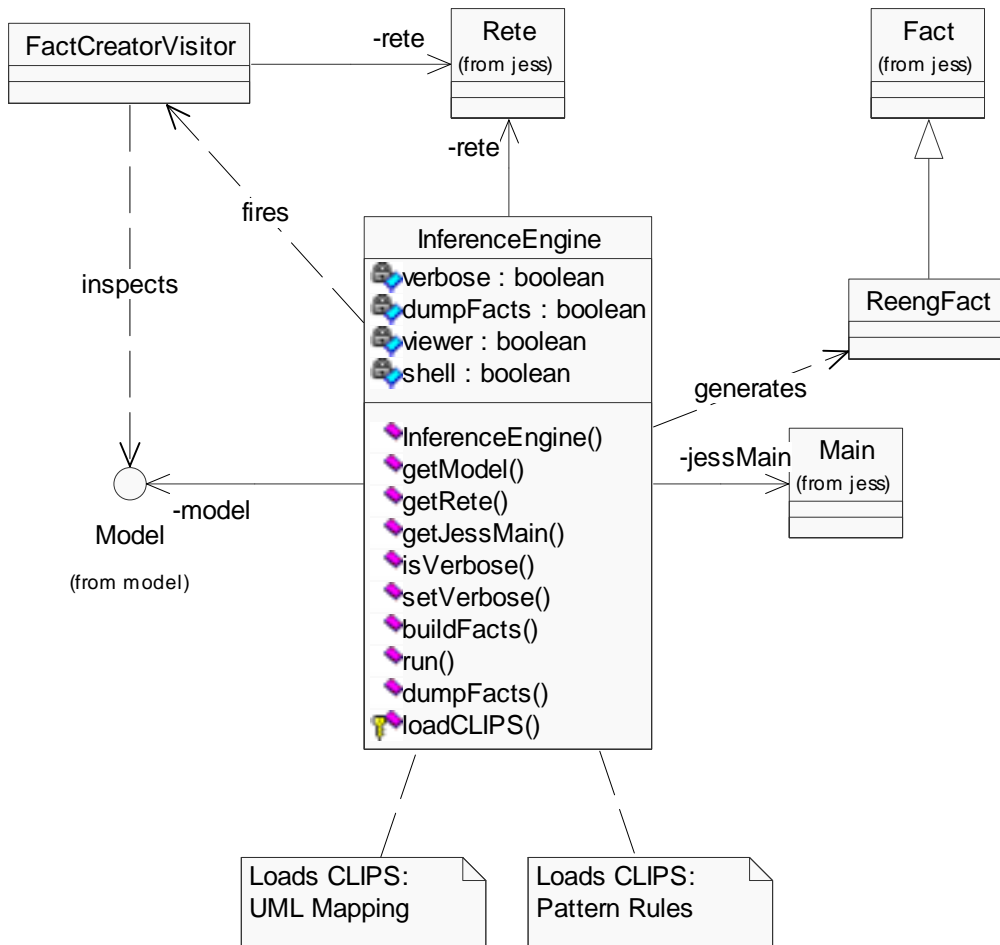 FactCreatorVisitor
-rete
Rete
(from jess)
Fact
(from jess)
-rete
fires
inspects
InferenceEngine
verbose : boolean
dumpFacts : boolean
viewer : boolean
shell : boolean
ReengFact
generates
InferenceEngine()
getModel()
getRete()
getJessMain()
isVerbose()
setVerbose()
buildFacts()
run()
dumpFacts()
loadCLIPS()
-jessMain
Main
(from jess)
-model
Model
(from model)
Loads CLIPS:
UML Mapping
Loads CLIPS:
Pattern Rules